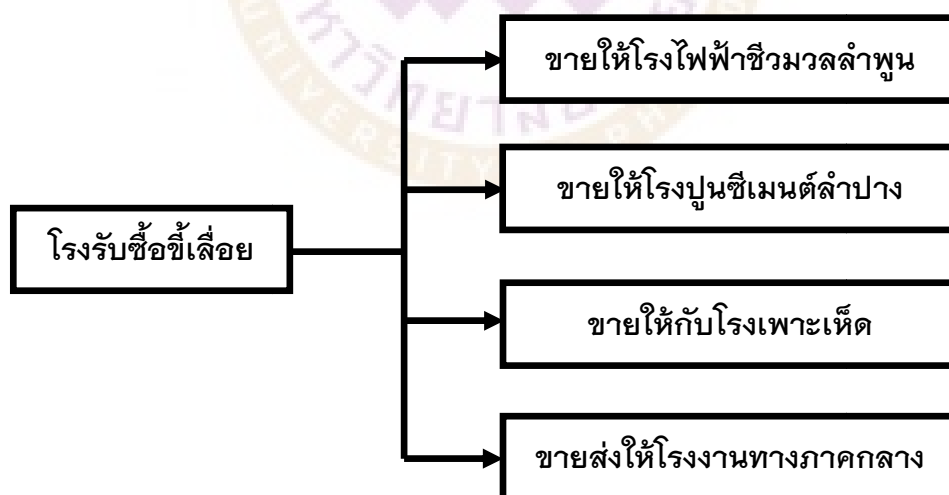 ขายให้โรงไฟฟ้าชีวมวลลำพูน
ขายให้โรงปูนซีเมนต์ลำปาง
โรงรับซื้อขี้เลื่อย
ขายให้กับโรงเพาะเห็ด
ขายส่งให้โรงงานทางภาคกลาง